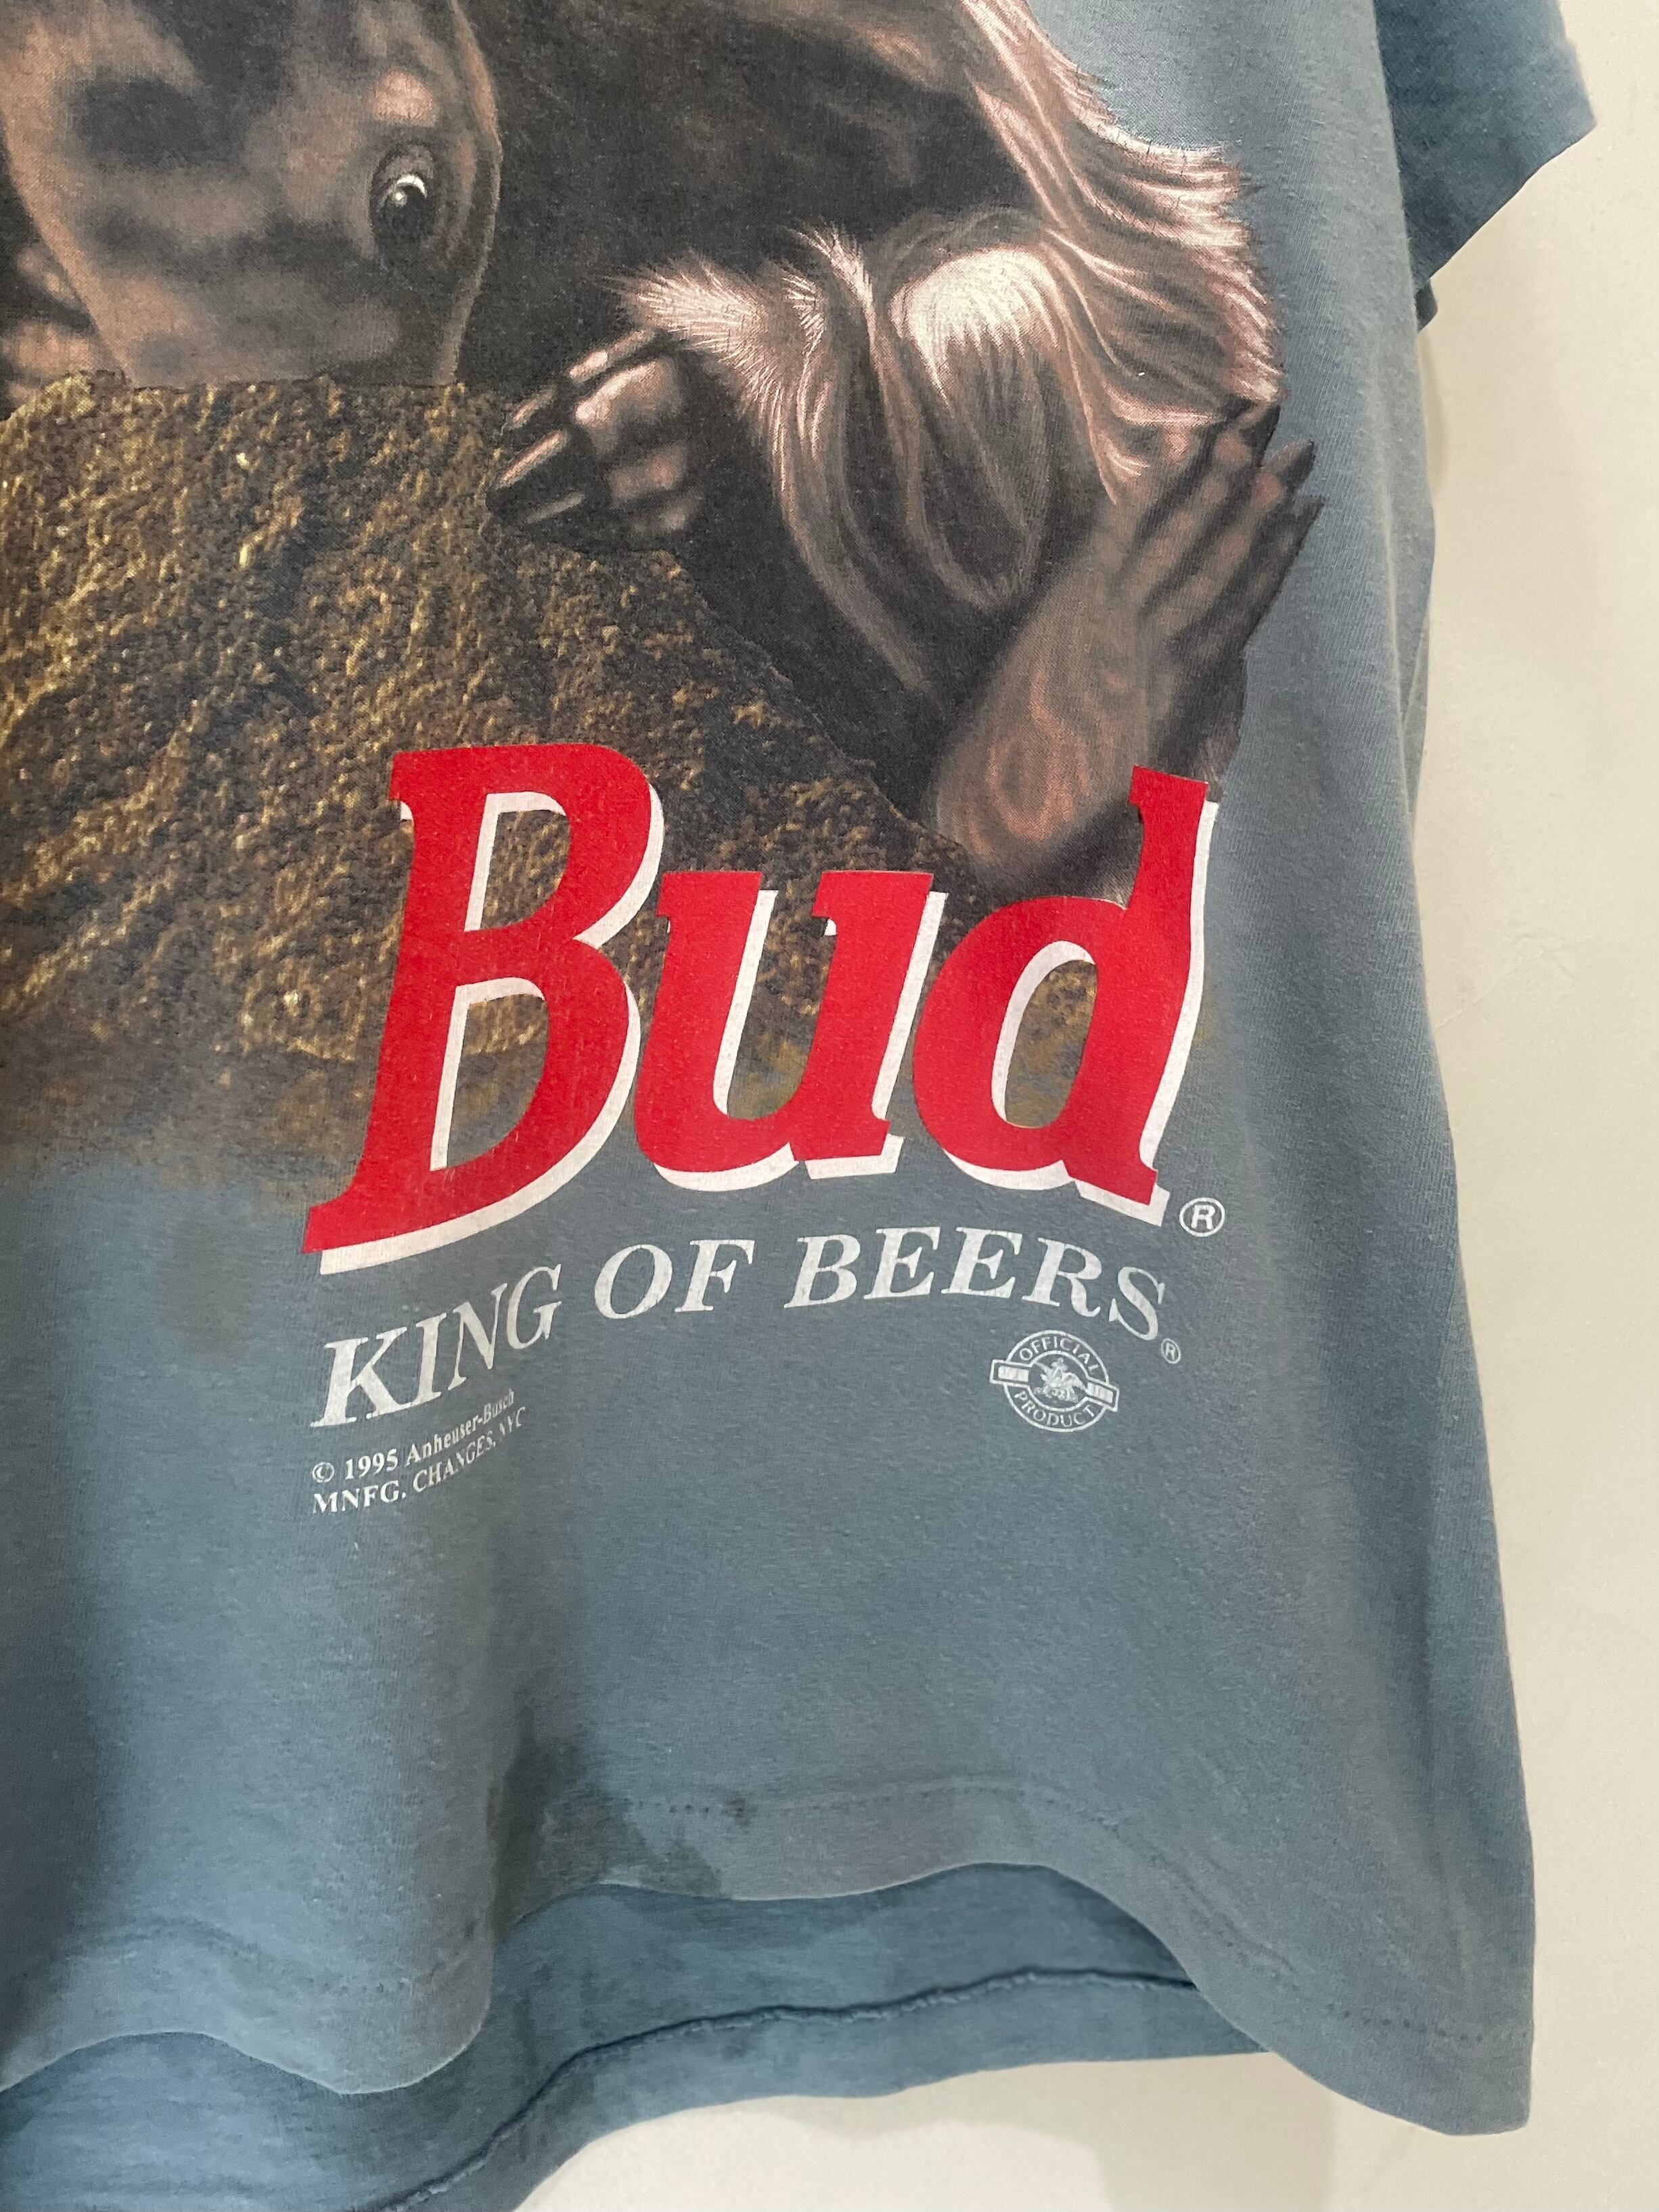 Bud®
KING OF BEERS®
© 1995 Anheuser-Busch
MNFG. CHANGES, NYC
OFFICIAL
PRODUCT